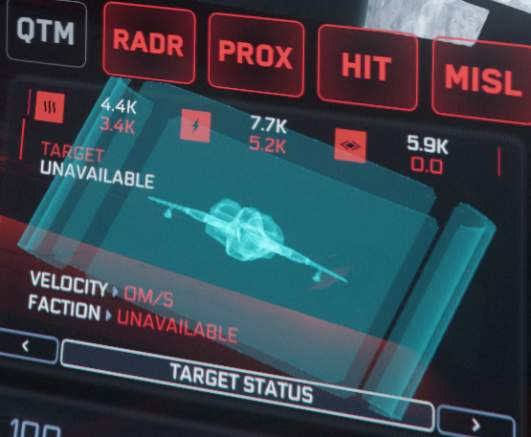 QTM
RADR
PROX
HIT
MISL
4.4K
3.4K
7.7K
5.2K
5.9K
0.0
TARGET
UNAVAILABLE
VELOCITY 0M/S
FACTION UNAVAILABLE
<
TARGET STATUS
>
100